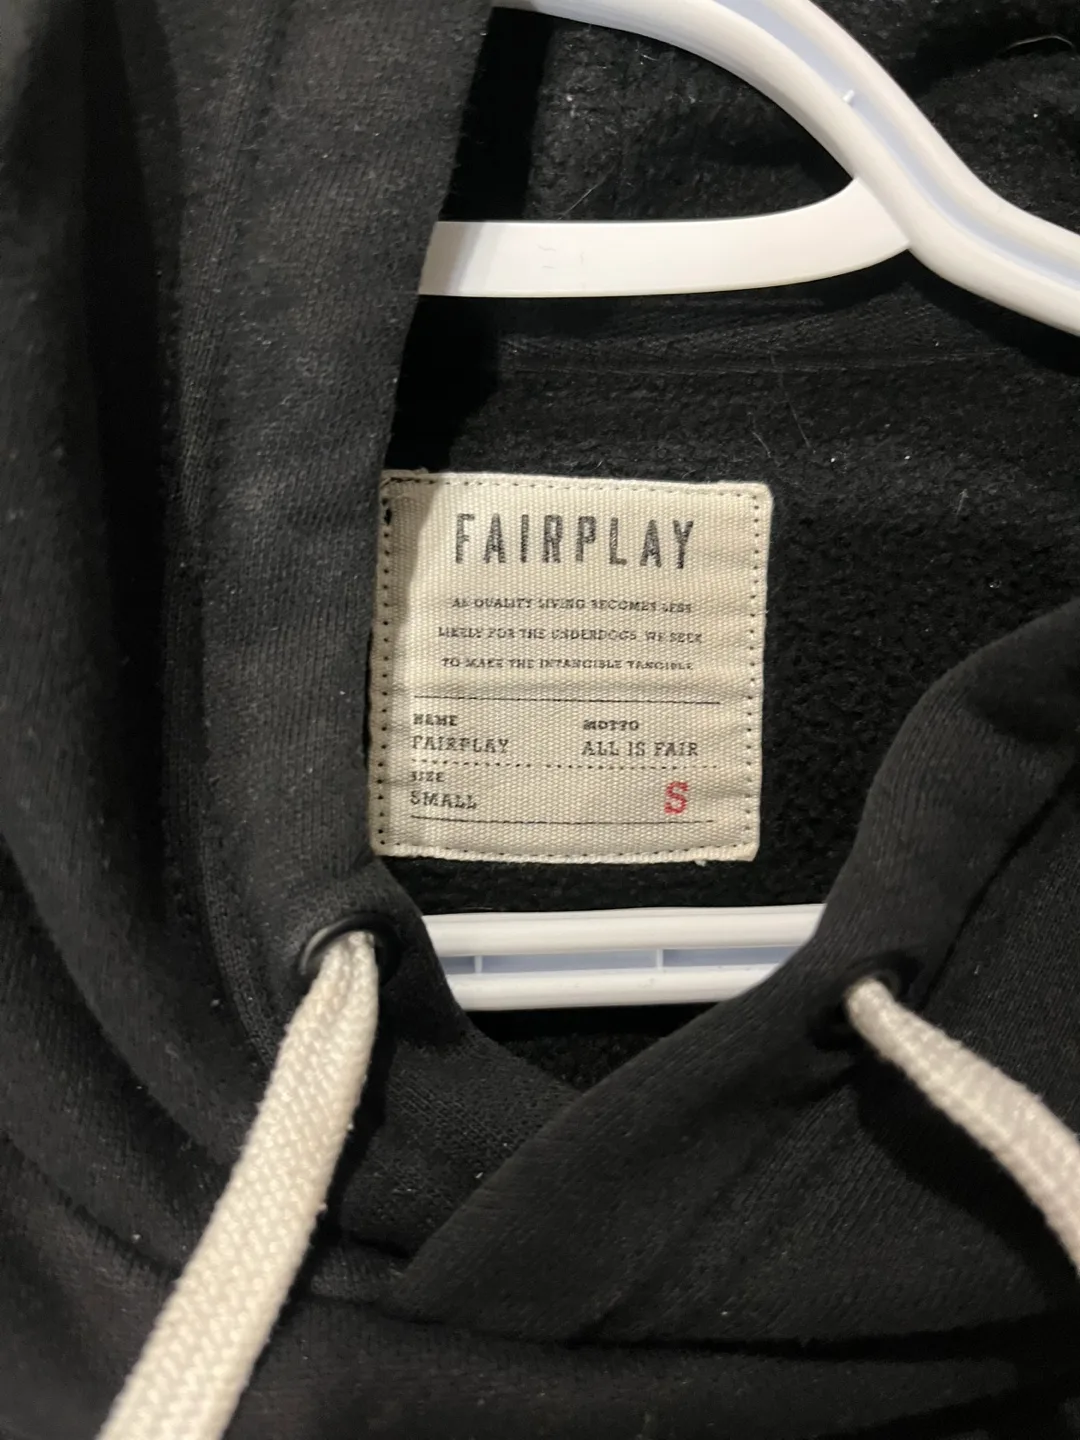 FAIRPLAY
AS QUALITY LIVING BECOMES LESS
LIKELY FOR THE UNDERDOGS, WE SEEK
TO MAKE THE INTANGIBLE TANGIBLE
NAME MOTTO
FAIRPLAY ALL IS FAIR
SIZE
SMALL S